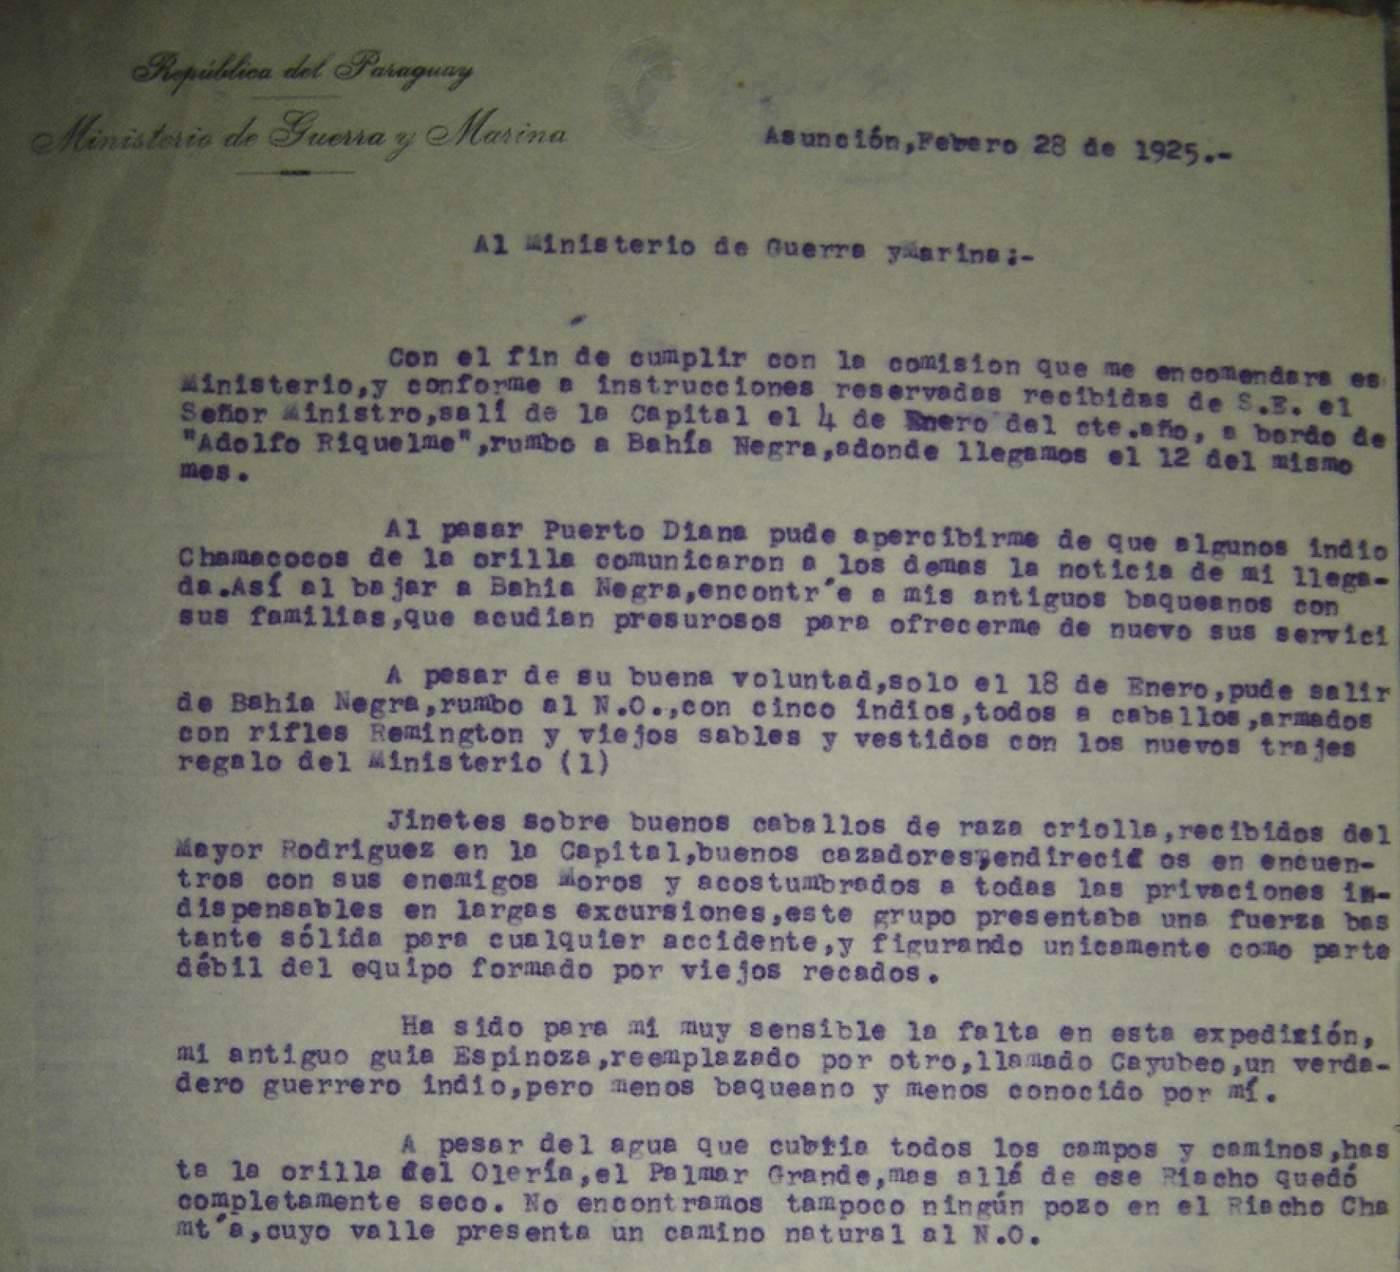 República del Paraguay
Ministerio de Guerra y Marina
Asunción,Febrero 28 de 1925.-
Al Ministerio de Guerra yMarina:-
Con el fin de cumplir con la comision que me encomendara es
Ministerio,y conforme a instrucciones reservadas recibidas de S.E. el
Señor Ministro,salí de la Capital el 4 de Enero del cte.año, a bordo de
"Adolfo Riquelme",rumbo a Bahía Negra,adonde llegamos el 12 del mismo
mes.
Al pasar Puerto Diana pude apercibirme de que algunos indio
Chamacocos de la orilla comunicaron a los demas la noticia de mi llega-
da.Así al bajar a Bahia Negra,encontr´e a mis antiguos baqueanos con
sus familias,que acudian presurosos para ofrecerme de nuevo sus servici
A pesar de su buena voluntad,solo el 18 de Enero,pude salir
de Bahia Negra,rumbo al N.O.,con cinco indios,todos a caballos,armados
con rifles Remington y viejos sables y vestidos con los nuevos trajes
regalo del Ministerio (1)
Jinetes sobre buenos caballos de raza criolla,recibidos del
Mayor Rodriguez en la Capital,buenos cazadores,endurecid os en encuen-
tros con sus enemigos Moros y acostumbrados a todas las privaciones in-
dispensables en largas excursiones,este grupo presentaba una fuerza bas
tante sólida para cualquier accidente,y figurando unicamente como parte
débil del equipo formado por viejos recados.
Ha sido para mi muy sensible la falta en esta expedición,
mi antiguo guia Espinoza,reemplazado por otro,llamado Cayubeo,un verda-
dero guerrero indio,pero menos baqueano y menos conocido por mí.
A pesar del agua que cubria todos los campos y caminos,has
ta la orilla del Olería,el Palmar Grande,mas allá de ese Riacho quedó
completamente seco. No encontramos tampoco ningún pozo en el Riacho Cha
mt´a,cuyo valle presenta un camino natural al N.O.